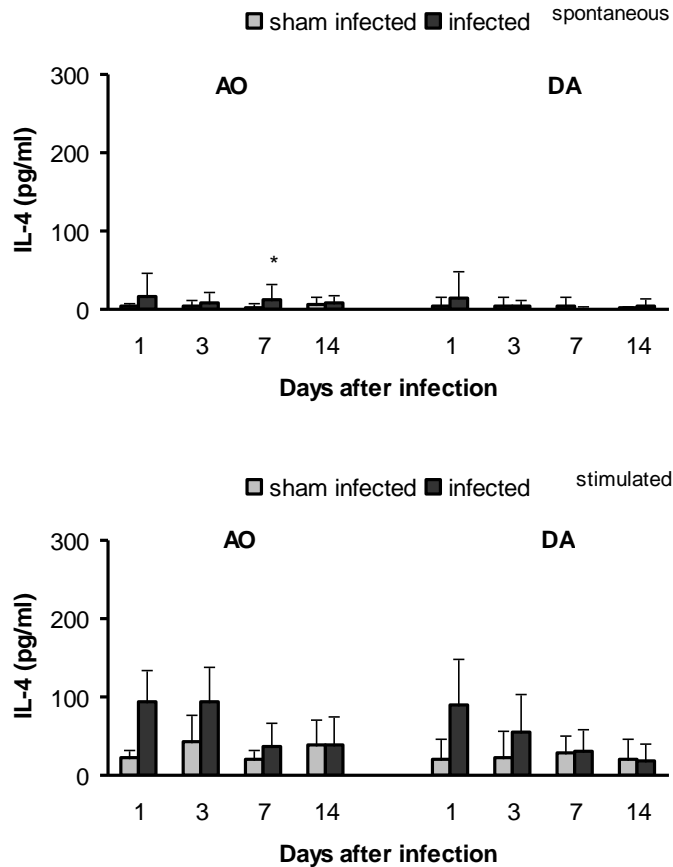 sham infected infected spontaneous
300
AO DA
200
IL-4 (pg/ml)
100
*
0
1 3 7 14 1 3 7 14
Days after infection
sham infected infected stimulated
300
AO DA
200
IL-4 (pg/ml)
100
0
1 3 7 14 1 3 7 14
Days after infection